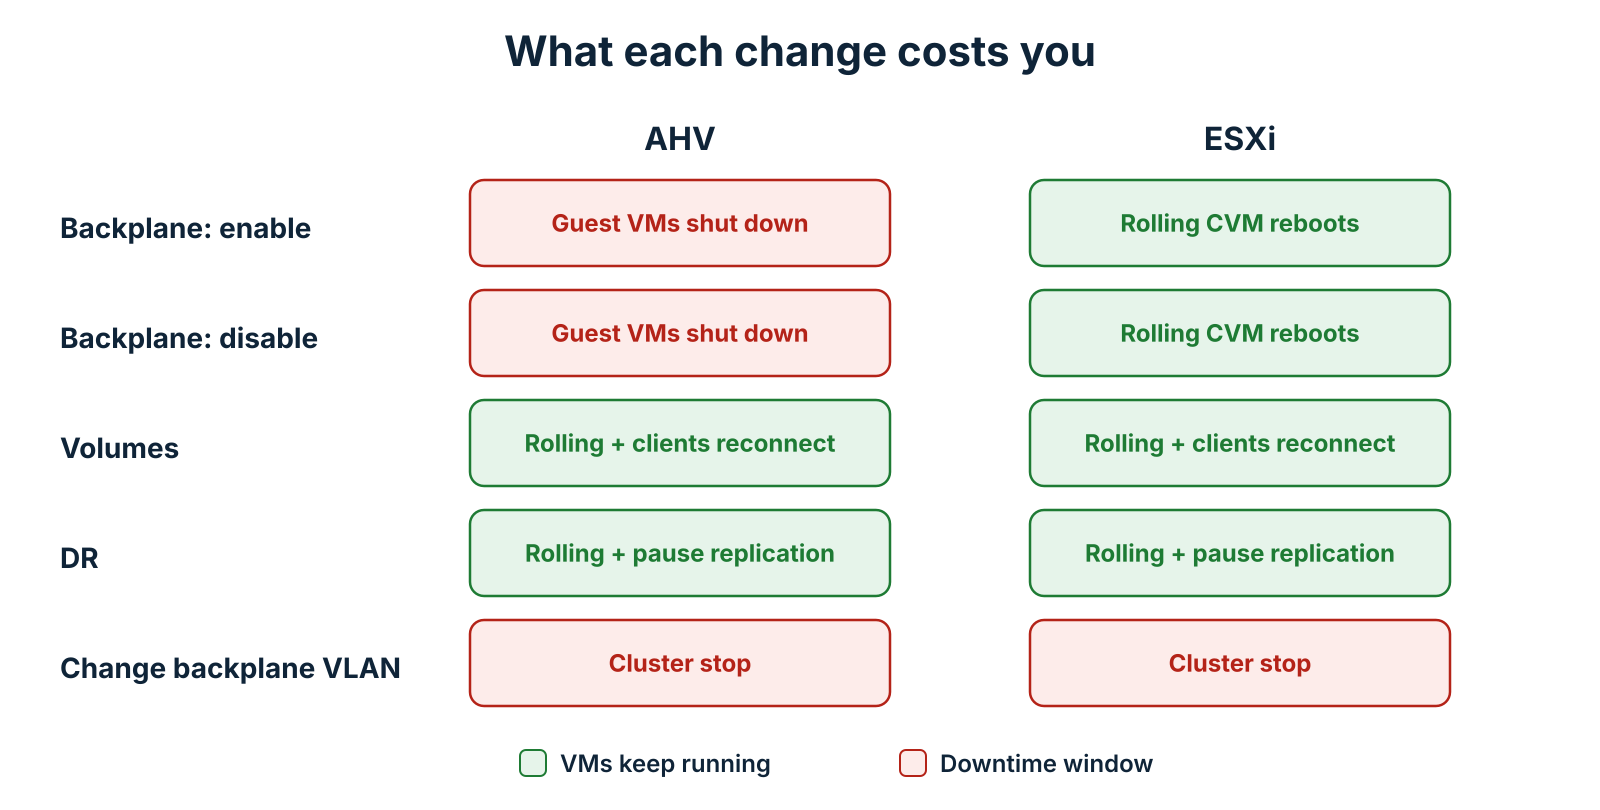 What each change costs you
AHV ESXi
Backplane: enable Guest VMs shut down Rolling CVM reboots
Backplane: disable Guest VMs shut down Rolling CVM reboots
Volumes Rolling + clients reconnect Rolling + clients reconnect
DR Rolling + pause replication Rolling + pause replication
Change backplane VLAN Cluster stop Cluster stop
VMs keep running Downtime window